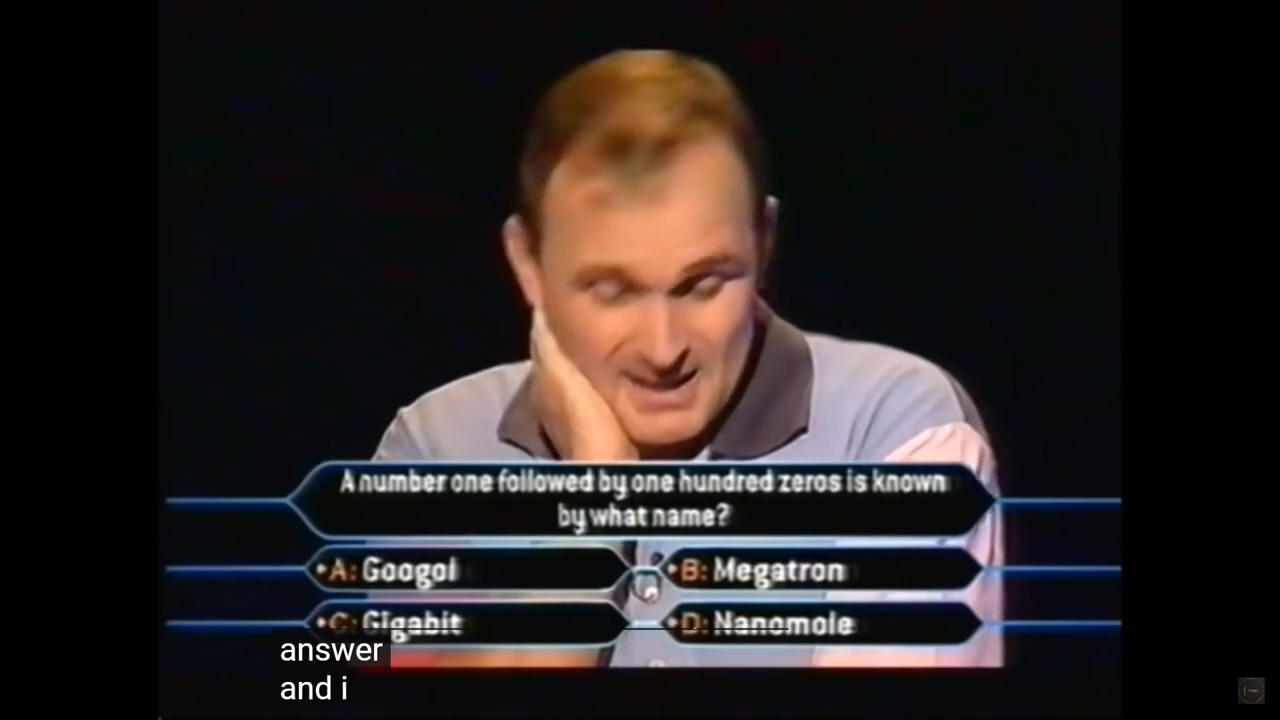 A number one followed by one hundred zeros is known
by what name?
A: Googol
B: Megatron
C: Gigabit
D: Nanomole
answer
and i